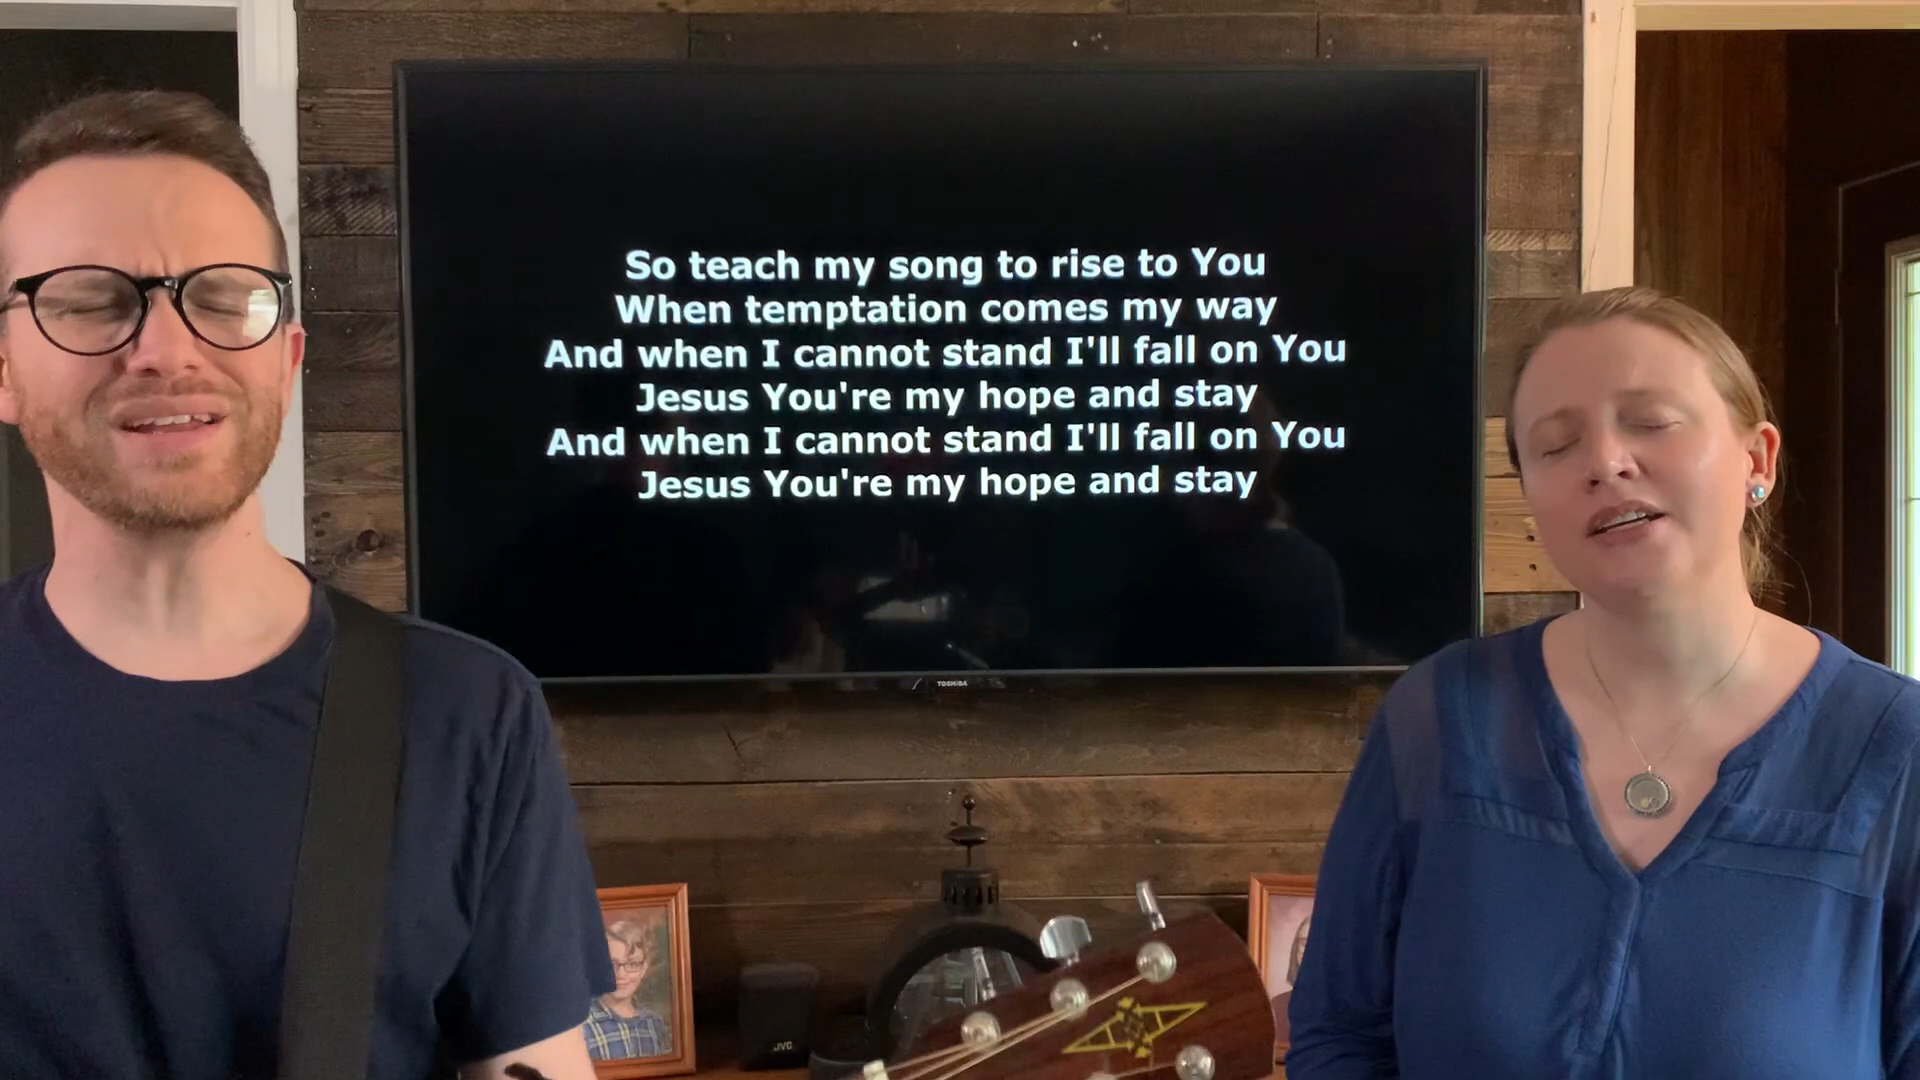 So teach my song to rise to You
When temptation comes my way
And when I cannot stand I'll fall on You
Jesus You're my hope and stay
And when I cannot stand I'll fall on You
Jesus You're my hope and stay
TOSHIBA
JVC